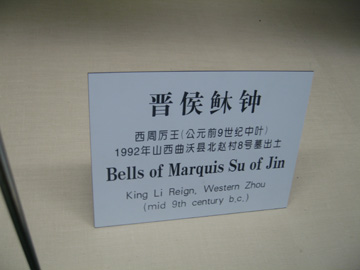 晋侯稣钟
西周厉王(公元前9世纪中叶)
1992年山西曲沃县北赵村8号墓出土
Bells of Marquis Su of Jin
King Li Reign, Western Zhou
(mid 9th century b,c,)